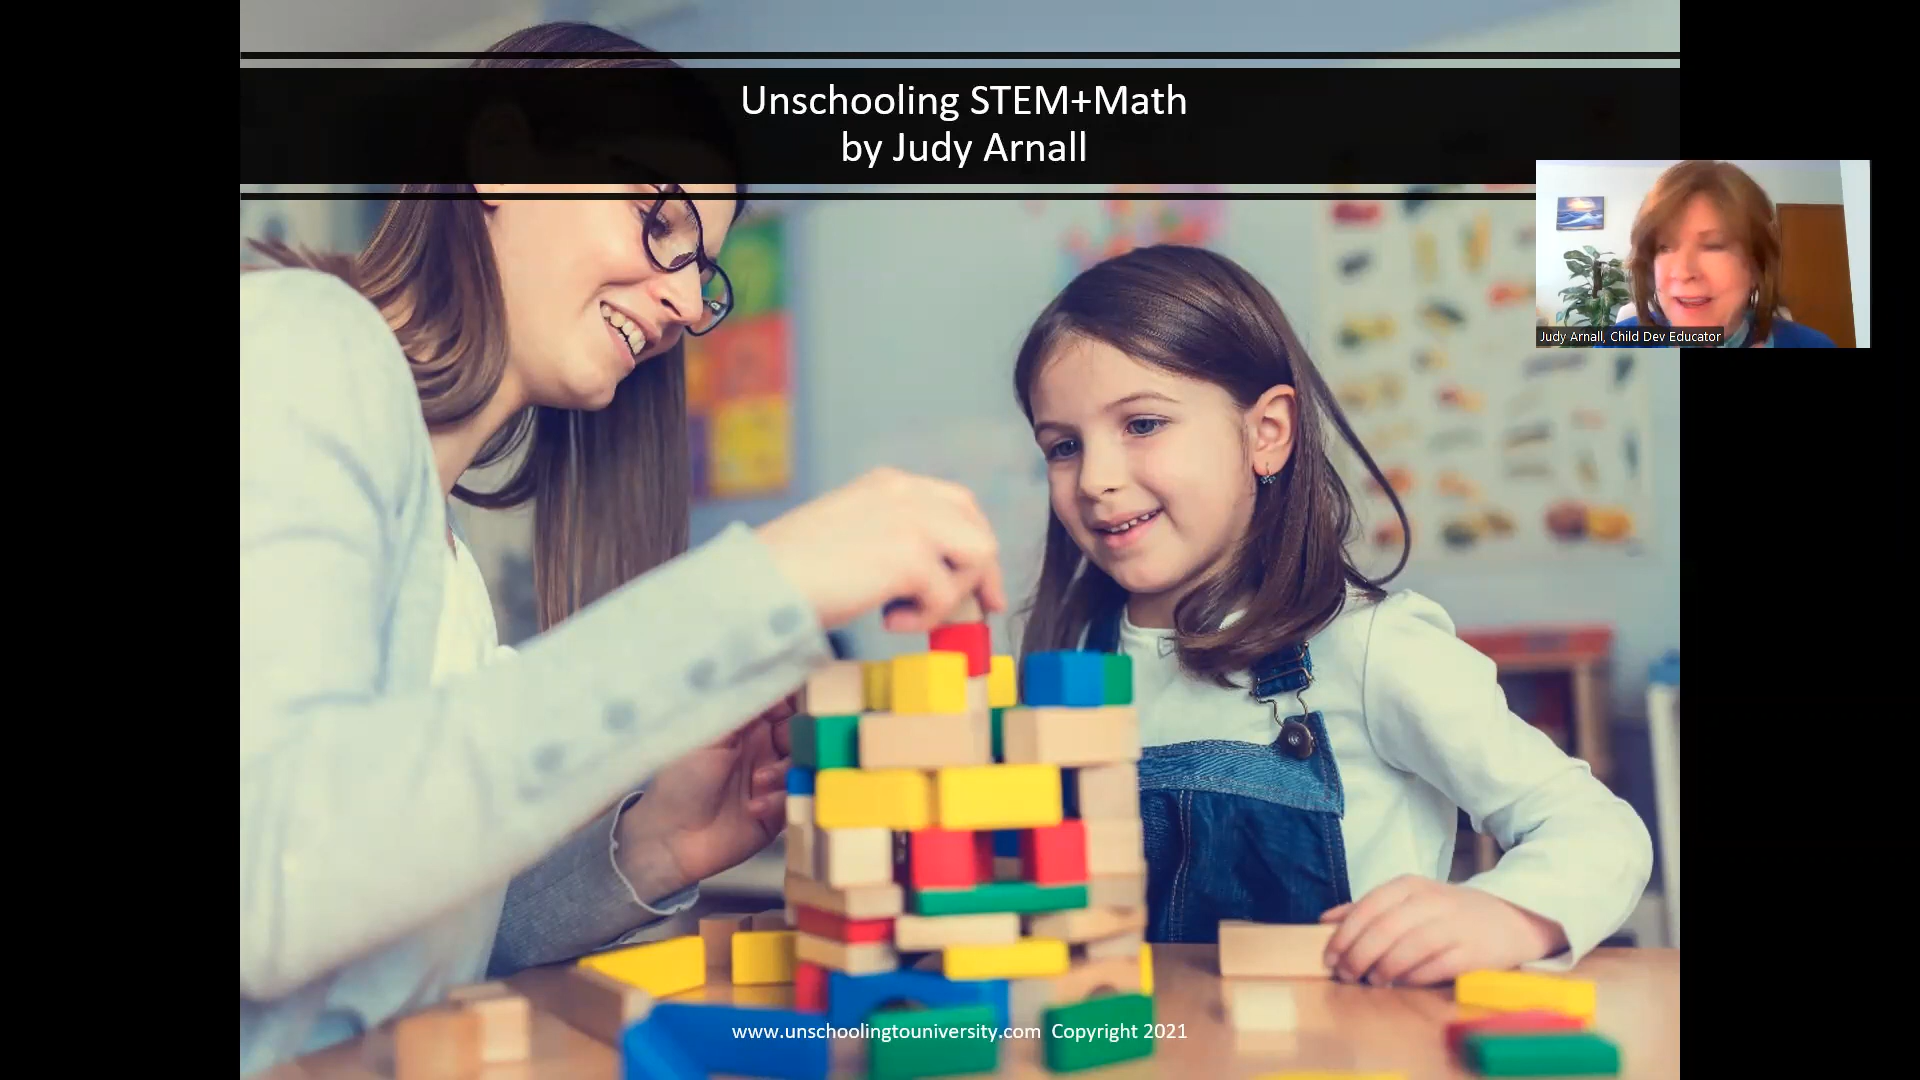 Unschooling STEM+Math
by Judy Arnall
Judy Arnall, Child Dev Educator
www.unschoolingtouniversity.com Copyright 2021